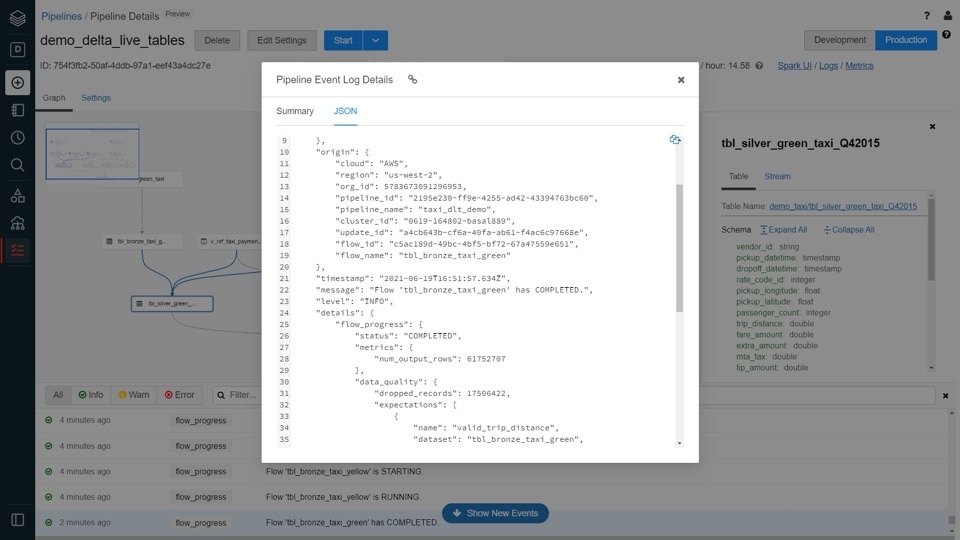 Pipelines / Pipeline Details Preview
demo_delta_live_tables
Delete
Edit Settings
Start
Development
Production
ID: 754f3fb2-50af-4ddb-97a1-eef43a4dc27e
/ hour: 14.58
Spark UI / Logs / Metrics
Graph
Settings
green_taxi
tbl_bronze_taxi_g...
v_ref_taxi_paymen...
tbl_silver_green_...
Pipeline Event Log Details
Summary
JSON
9 },
10 "origin": {
11 "cloud": "AWS",
12 "region": "us-west-2",
13 "org_id": 5783673091296953,
14 "pipeline_id": "2195e230-ff9e-4255-ad42-43394763bc60",
15 "pipeline_name": "taxi_dlt_demo",
16 "cluster_id": "0619-164802-basal889",
17 "update_id": "a4cb643b-cf6a-40fa-ab61-f4ac6c97668e",
18 "flow_id": "c5ac189d-49bc-4bf5-bf72-67a47559e651",
19 "flow_name": "tbl_bronze_taxi_green"
20 },
21 "timestamp": "2021-06-19T16:51:57.634Z",
22 "message": "Flow 'tbl_bronze_taxi_green' has COMPLETED.",
23 "level": "INFO",
24 "details": {
25 "flow_progress": {
26 "status": "COMPLETED",
27 "metrics": {
28 "num_output_rows": 61752707
29 },
30 "data_quality": {
31 "dropped_records": 17506422,
32 "expectations": [
33 {
34 "name": "valid_trip_distance",
35 "dataset": "tbl_bronze_taxi_green",
tbl_silver_green_taxi_Q42015
Table
Stream
Table Name: demo_taxi/tbl_silver_green_taxi_Q42015
Schema Expand All Collapse All
vendor_id: string
pickup_datetime: timestamp
dropoff_datetime: timestamp
rate_code_id: integer
pickup_longitude: float
pickup_latitude: float
passenger_count: integer
trip_distance: double
fare_amount: double
extra_amount: double
mta_tax: double
tip_amount: double
All
Info
Warn
Error
Filter...
4 minutes ago flow_progress
4 minutes ago flow_progress
4 minutes ago flow_progress Flow 'tbl_bronze_taxi_yellow' is STARTING.
4 minutes ago flow_progress Flow 'tbl_bronze_taxi_yellow' is RUNNING.
2 minutes ago flow_progress Flow 'tbl_bronze_taxi_green' has COMPLETED.
Show New Events